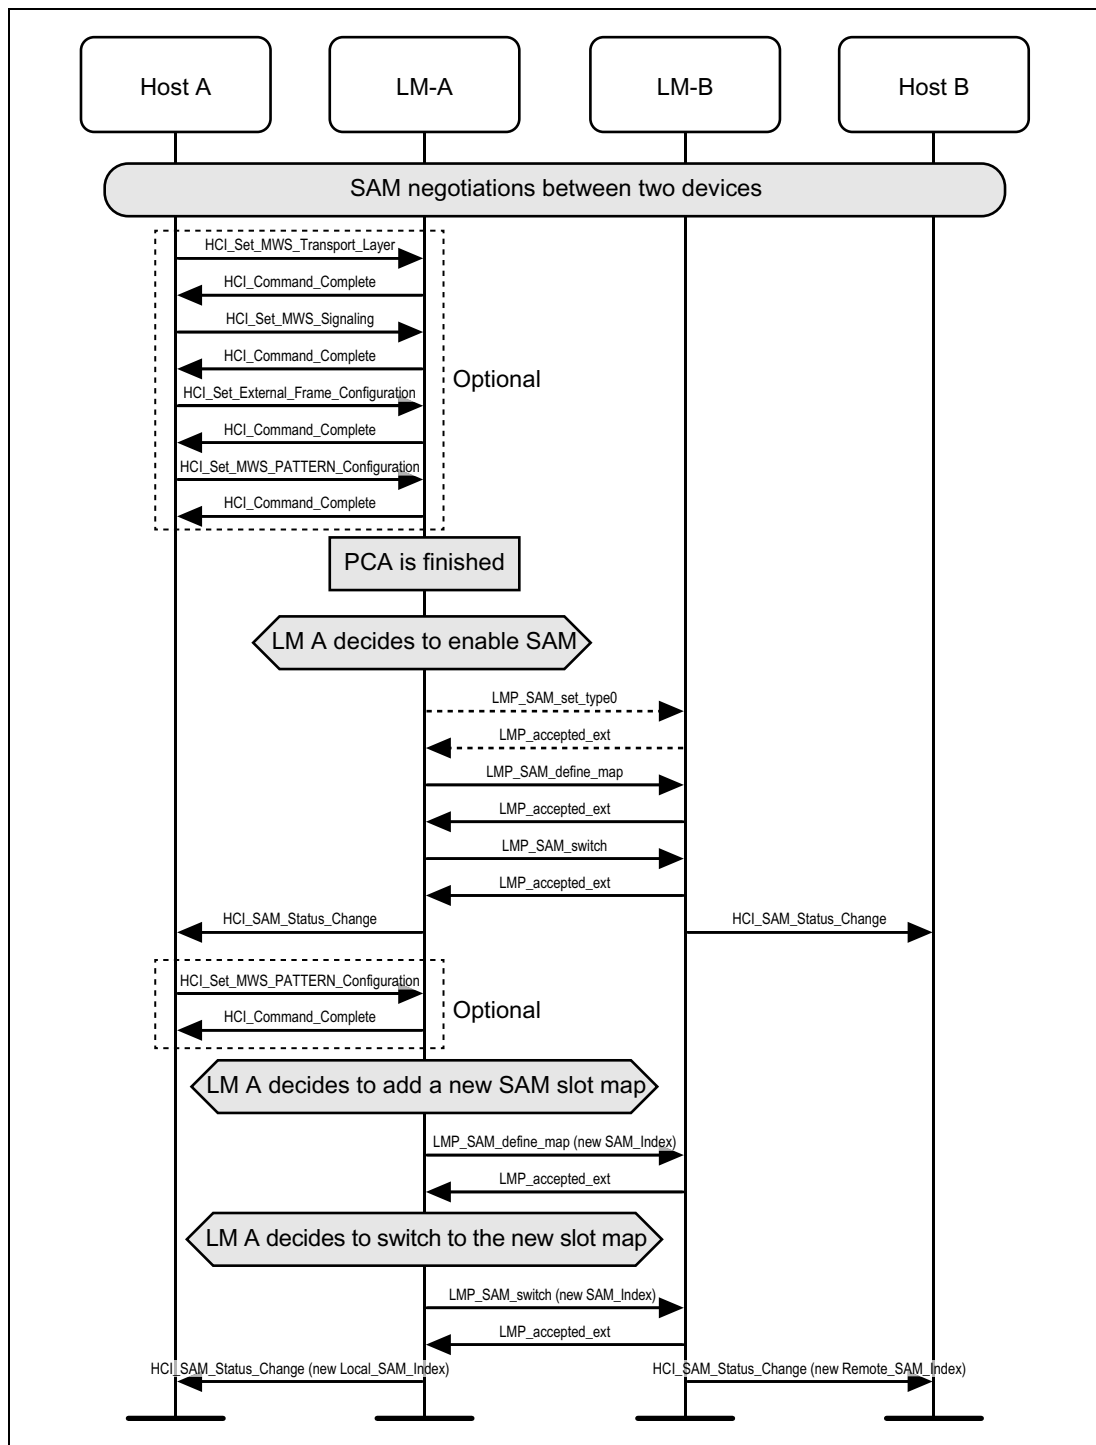 Host A
LM-A
LM-B
Host B
SAM negotiations between two devices
HCI_Set_MWS_Transport_Layer
HCI_Command_Complete
HCI_Set_MWS_Signaling
HCI_Command_Complete
Optional
HCI_Set_External_Frame_Configuration
HCI_Command_Complete
HCI_Set_MWS_PATTERN_Configuration
HCI_Command_Complete
PCA is finished
LM A decides to enable SAM
LMP_SAM_set_type0
LMP_accepted_ext
LMP_SAM_define_map
LMP_accepted_ext
LMP_SAM_switch
LMP_accepted_ext
HCI_SAM_Status_Change
HCI_SAM_Status_Change
HCI_Set_MWS_PATTERN_Configuration
Optional
HCI_Command_Complete
LM A decides to add a new SAM slot map
LMP_SAM_define_map (new SAM_Index)
LMP_accepted_ext
LM A decides to switch to the new slot map
LMP_SAM_switch (new SAM_Index)
LMP_accepted_ext
HCI_SAM_Status_Change (new Local_SAM_Index)
HCI_SAM_Status_Change (new Remote_SAM_Index)